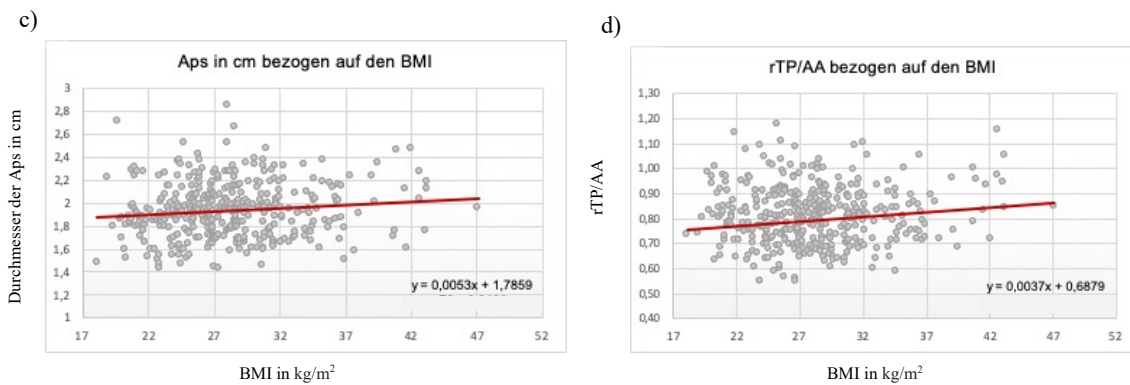 c)
Aps in cm bezogen auf den BMI
Durchmesser der Aps in cm
3
2,8
2,6
2,4
2,2
2
1,8
1,6
1,4
1,2
1
y = 0,0053x + 1,7859
17 22 27 32 37 42 47 52
BMI in kg/m²
d)
rTP/AA bezogen auf den BMI
rTP/AA
1,30
1,20
1,10
1,00
0,90
0,80
0,70
0,60
0,50
0,40
y = 0,0037x + 0,6879
17 22 27 32 37 42 47 52
BMI in kg/m²